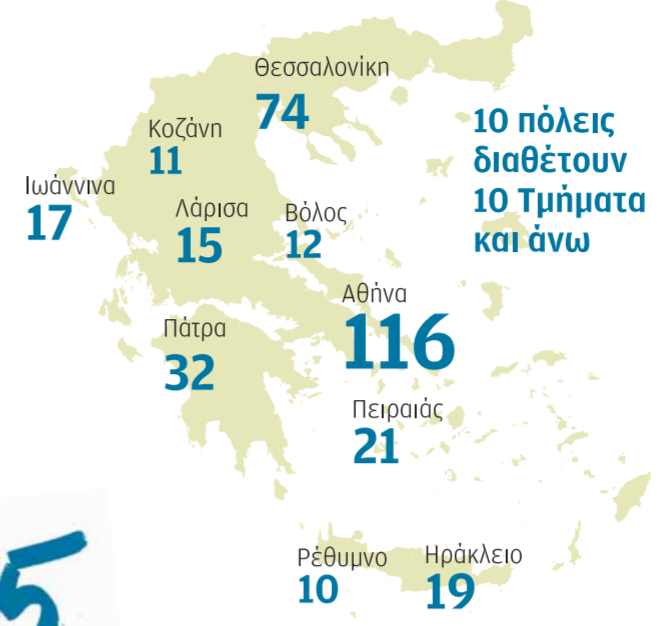 Θεσσαλονίκη
74
Κοζάνη
11
10 πόλεις
διαθέτουν
10 Τμήματα
και άνω
Ιωάννινα
17
Λάρισα
15
Βόλος
12
Αθήνα
116
Πάτρα
32
Πειραιάς
21
Ρέθυμνο
10
Ηράκλειο
19
5